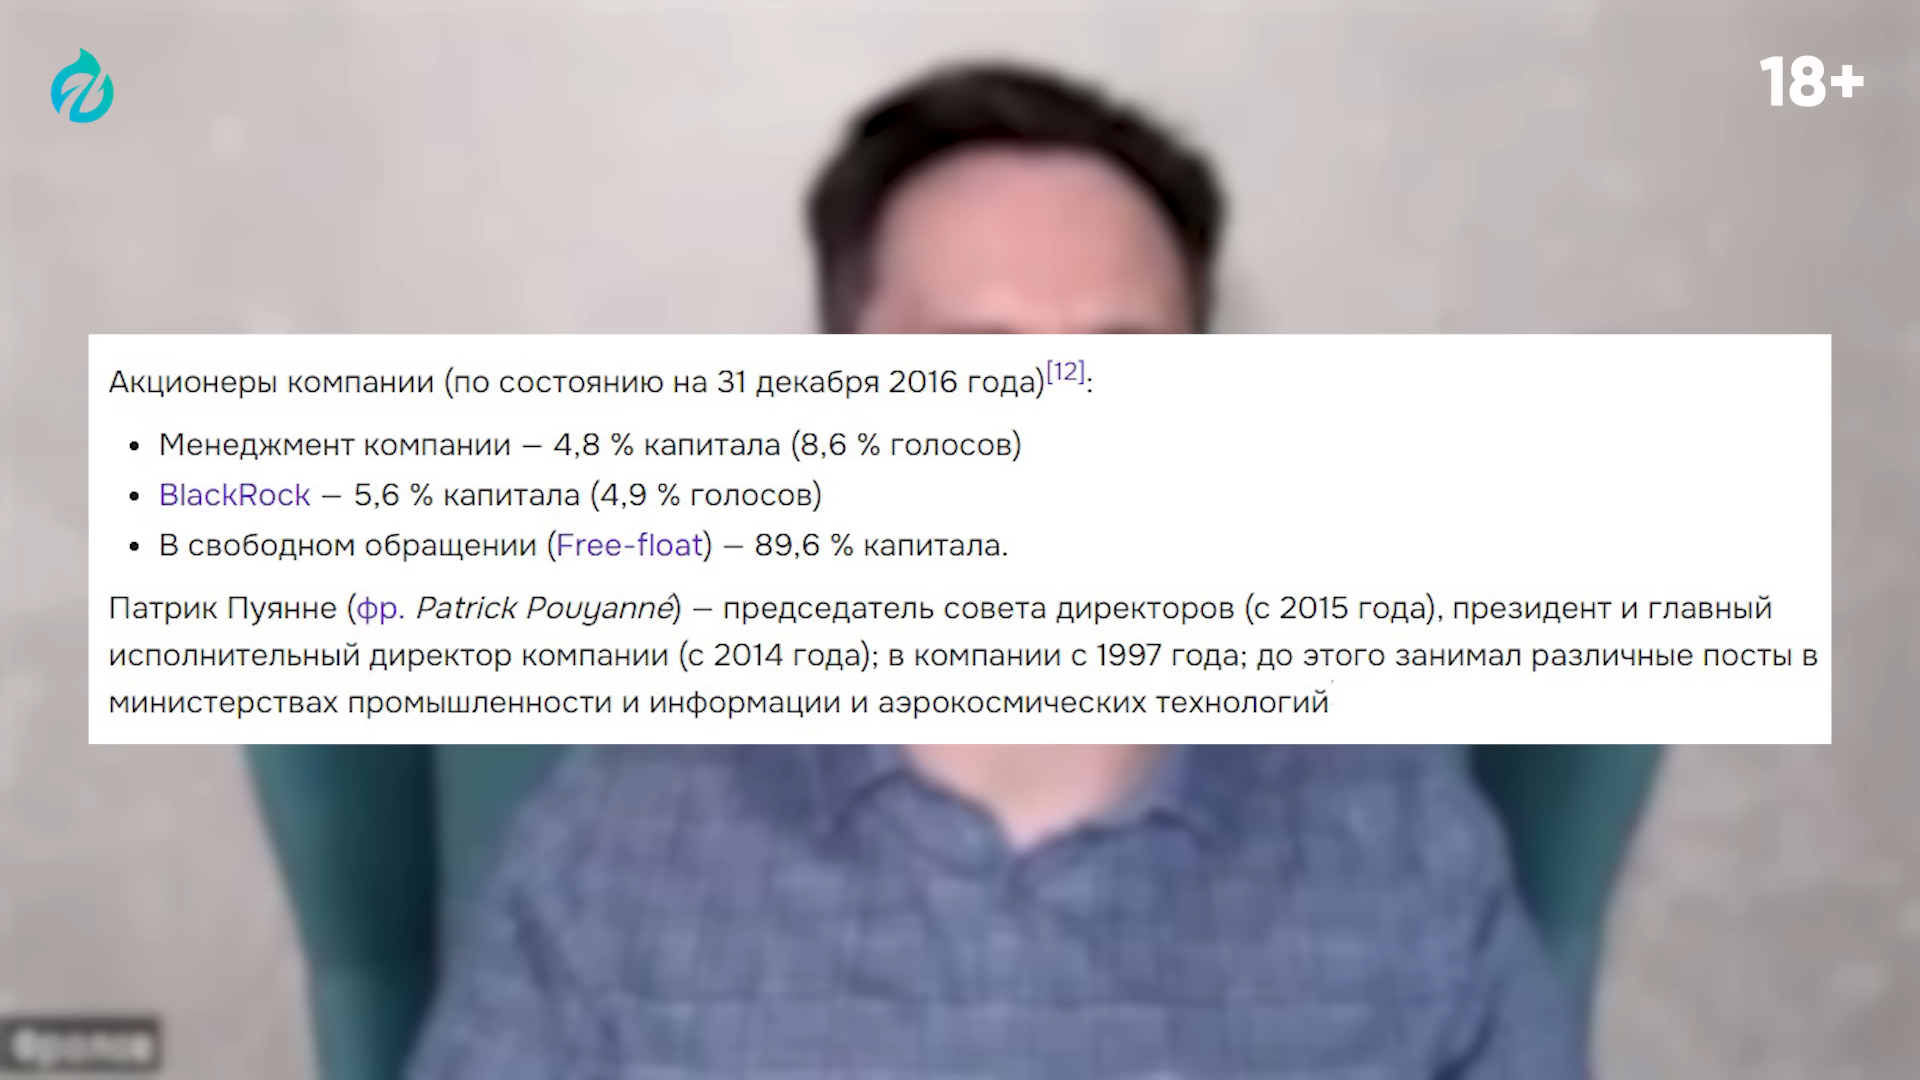 18+
Акционеры компании (по состоянию на 31 декабря 2016 года)[12]:
• Менеджмент компании — 4,8 % капитала (8,6 % голосов)
• BlackRock — 5,6 % капитала (4,9 % голосов)
• В свободном обращении (Free-float) — 89,6 % капитала.
Патрик Пуянне (фр. Patrick Pouyanné) — председатель совета директоров (с 2015 года), президент и главный
исполнительный директор компании (с 2014 года); в компании с 1997 года; до этого занимал различные посты в
министерствах промышленности и информации и аэрокосмических технологий